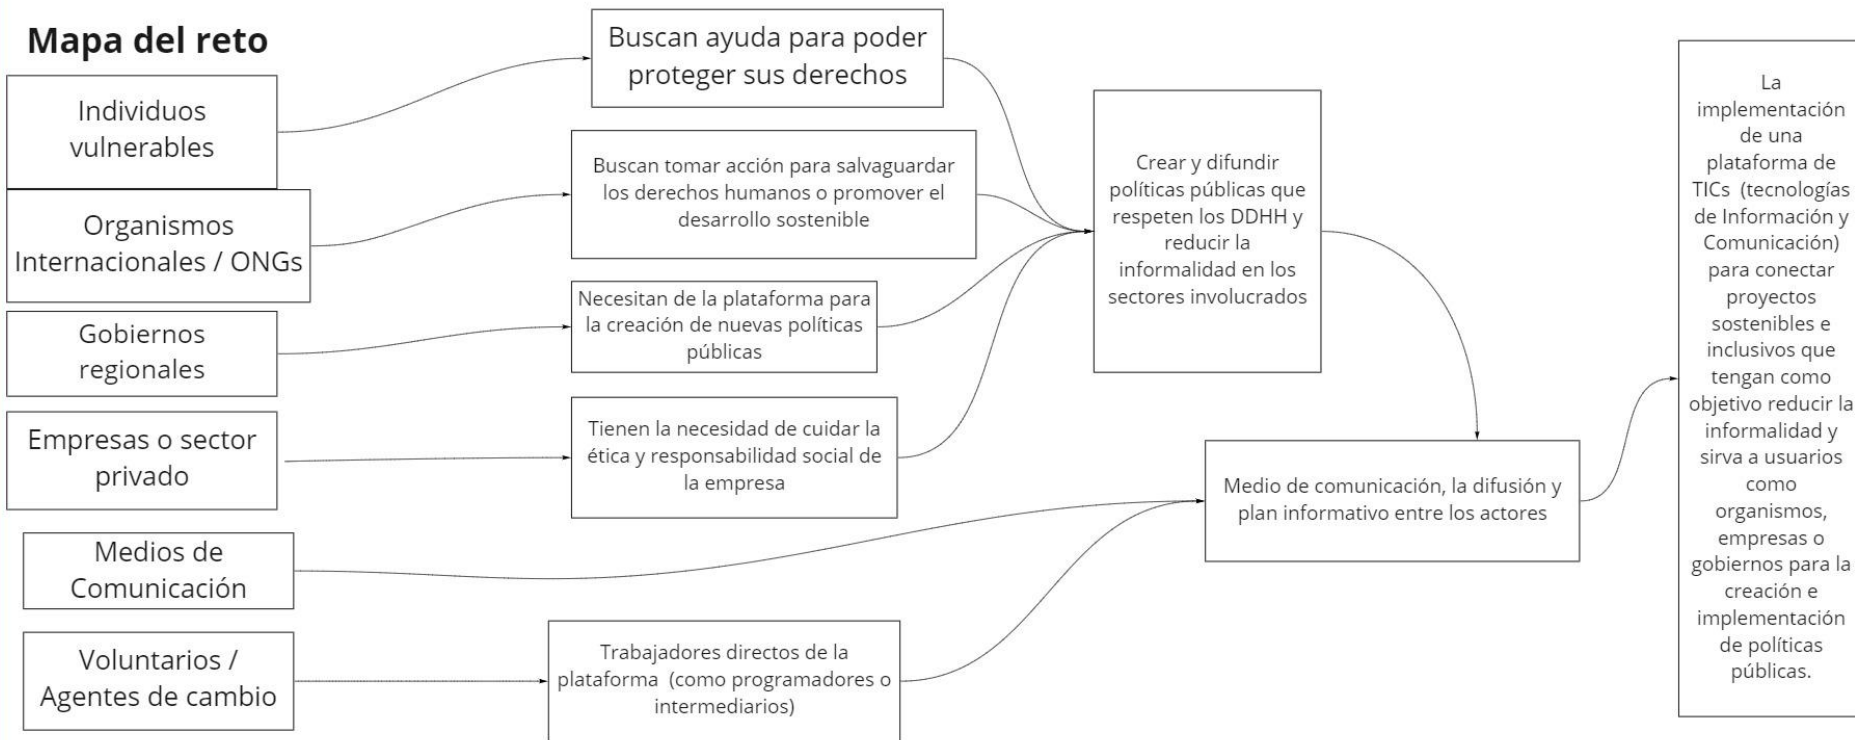 Mapa del reto
Individuos
vulnerables
Organismos
Internacionales / ONGs
Gobiernos
regionales
Empresas o sector
privado
Medios de
Comunicación
Voluntarios /
Agentes de cambio
Buscan ayuda para poder
proteger sus derechos
Buscan tomar acción para salvaguardar
los derechos humanos o promover el
desarrollo sostenible
Necesitan de la plataforma para
la creación de nuevas políticas
públicas
Tienen la necesidad de cuidar la
ética y responsabilidad social de
la empresa
Trabajadores directos de la
plataforma (como programadores o
intermediarios)
Crear y difundir
políticas públicas que
respeten los DDHH y
reducir la
informalidad en los
sectores involucrados
Medio de comunicación, la difusión y
plan informativo entre los actores
La
implementación
de una
plataforma de
TICs (tecnologías
de Información y
Comunicación)
para conectar
proyectos
sostenibles e
inclusivos que
tengan como
objetivo reducir la
informalidad y
sirva a usuarios
como
organismos,
empresas o
gobiernos para la
creación e
implementación
de políticas
públicas.